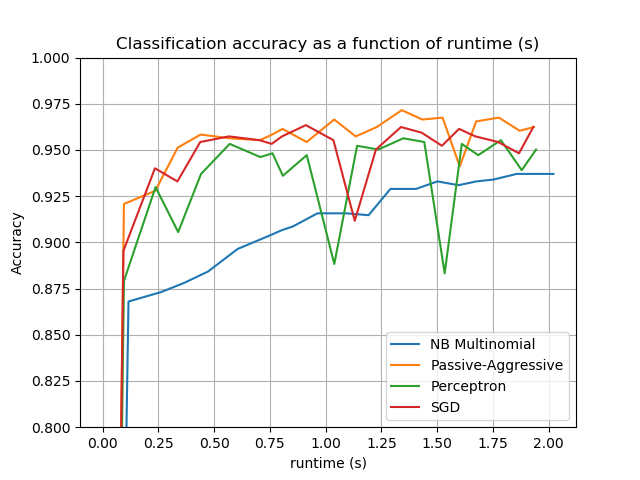 Classification accuracy as a function of runtime (s)
1.000
0.975
0.950
0.925
0.900
0.875
0.850
0.825
0.800
Accuracy
NB Multinomial
Passive-Aggressive
Perceptron
SGD
0.00 0.25 0.50 0.75 1.00 1.25 1.50 1.75 2.00
runtime (s)